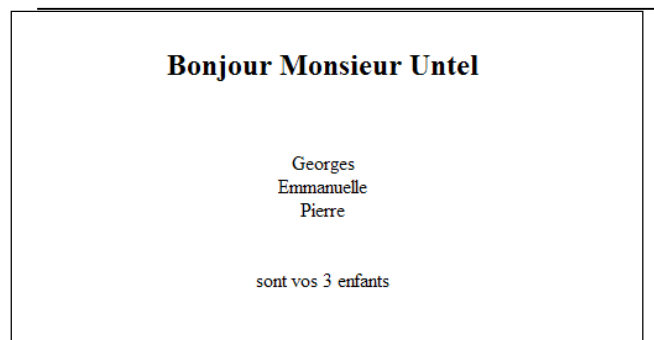 Bonjour Monsieur Untel
Georges
Emmanuelle
Pierre
sont vos 3 enfants